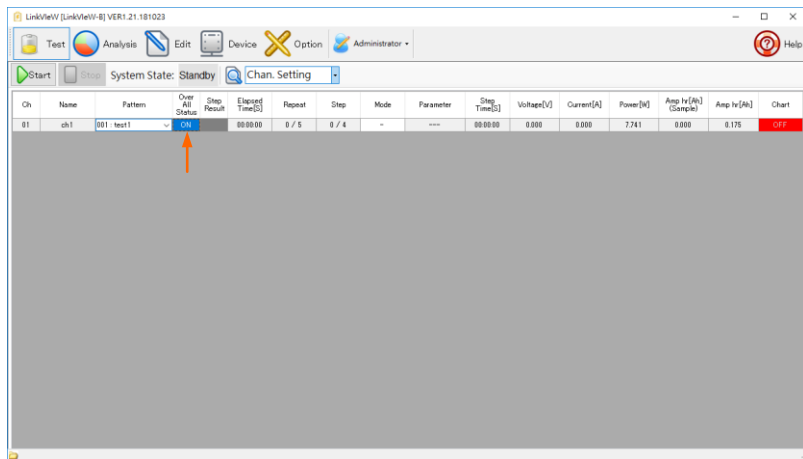 LinkVIeW [LinkVIeW-B] VER1.21.181023
Test Analysis Edit Device Option Administrator Help
Start Stop System State: Standby Chan. Setting
Ch Name Pattern Over All Status Step Result Elapsed Time[S] Repeat Step Mode Parameter Step Time[S] Voltage[V] Current[A] Power[W] Amp hr[Ah] (Sample) Amp hr[Ah] Chart
01 ch1 001 : test1 ON 00:00:00 0 / 5 0 / 4 - --- 00:00:00 0.000 0.000 7.741 0.000 0.175 OFF